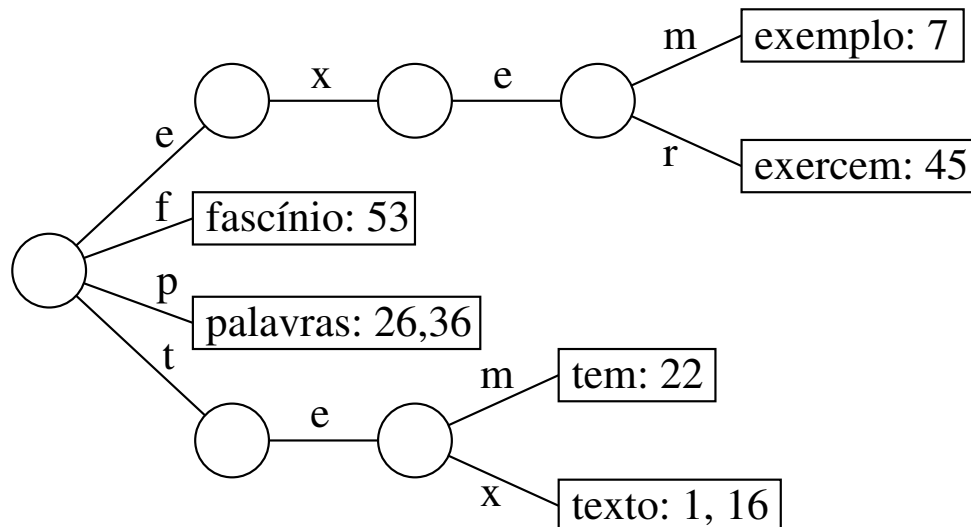 m
exemplo: 7
x
e
e
r
exercem: 45
f
fascínio: 53
p
palavras: 26,36
t
m
tem: 22
e
x
texto: 1, 16